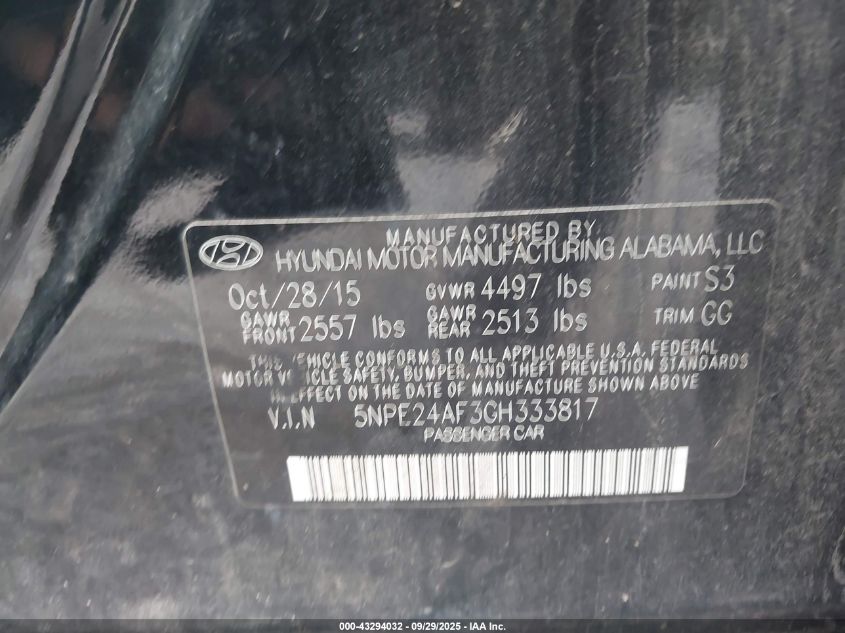 MANUFACTURED BY
HYUNDAI MOTOR MANUFACTURING ALABAMA, LLC
Oct/28/15 GVWR 4497 lbs PAINT S3
GAWR FRONT 2557 lbs GAWR REAR 2513 lbs TRIM GG
THIS VEHICLE CONFORMS TO ALL APPLICABLE U.S.A. FEDERAL
MOTOR VEHICLE SAFETY, BUMPER, AND THEFT PREVENTION STANDARDS
IN EFFECT ON THE DATE OF MANUFACTURE SHOWN ABOVE
V.I.N 5NPE24AF3GH333817
PASSENGER CAR
000-43294032 - 09/29/2025 - IAA Inc.